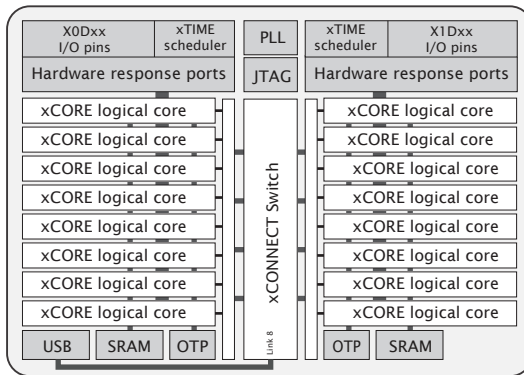 X0Dxx
I/O pins
xTIME
scheduler
PLL
xTIME
scheduler
X1Dxx
I/O pins
Hardware response ports
JTAG
Hardware response ports
xCORE logical core
xCORE logical core
xCORE logical core
xCORE logical core
xCORE logical core
xCORE logical core
xCORE logical core
xCORE logical core
xCONNECT Switch
Link 8
xCORE logical core
xCORE logical core
xCORE logical core
xCORE logical core
xCORE logical core
xCORE logical core
xCORE logical core
xCORE logical core
USB
SRAM
OTP
OTP
SRAM